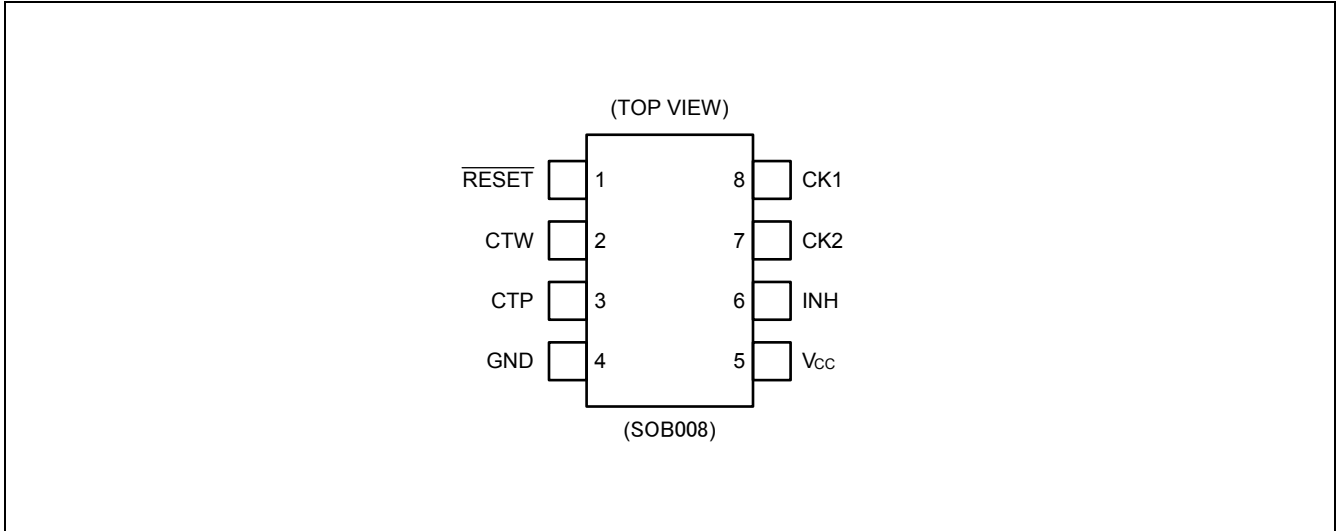 (TOP VIEW)
RESET 1 8 CK1
CTW 2 7 CK2
CTP 3 6 INH
GND 4 5 VCC
(SOB008)